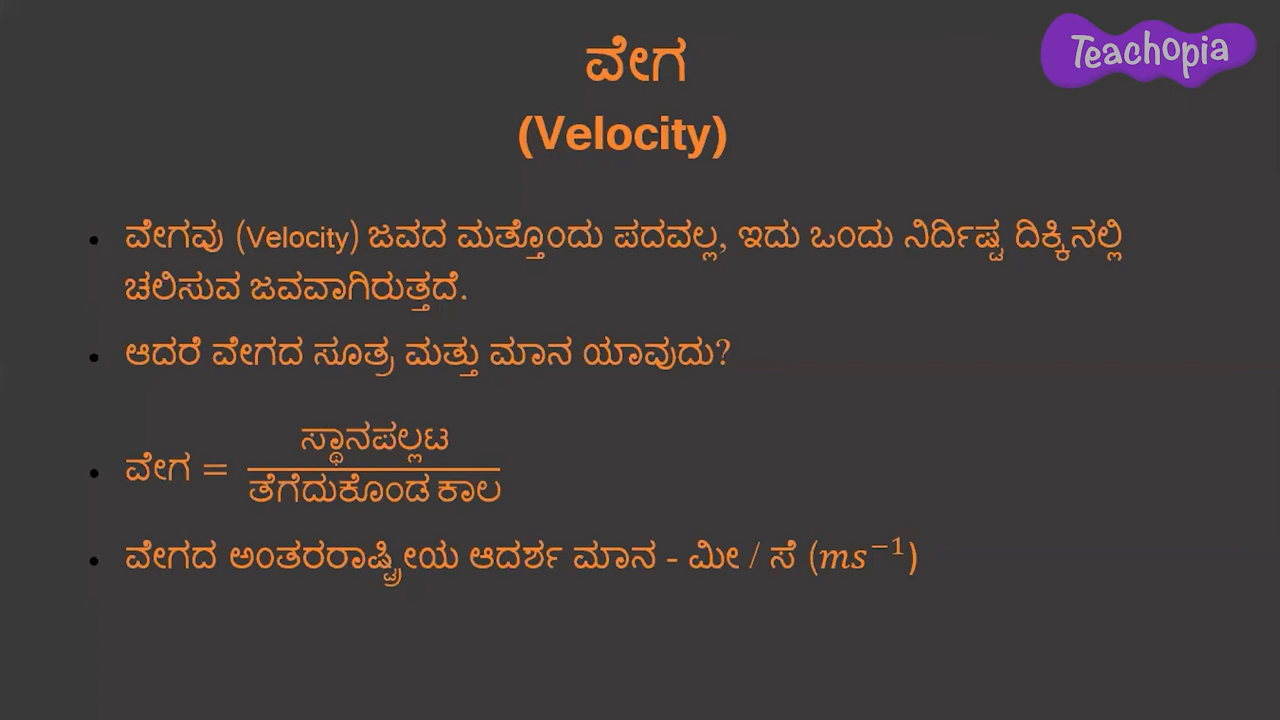 ವೇಗ
Teachopia
(Velocity)
• ವೇಗವು (Velocity) ಜವದ ಮತ್ತೊಂದು ಪದವಲ್ಲ, ಇದು ಒಂದು ನಿರ್ದಿಷ್ಟ ದಿಕ್ಕಿನಲ್ಲಿ
ಚಲಿಸುವ ಜವವಾಗಿರುತ್ತದೆ.
• ಆದರೆ ವೇಗದ ಸೂತ್ರ ಮತ್ತು ಮಾನ ಯಾವುದು?
• ವೇಗ = ಸ್ಥಾನಪಲ್ಲಟ / ತೆಗೆದುಕೊಂಡ ಕಾಲ
• ವೇಗದ ಅಂತರರಾಷ್ಟ್ರೀಯ ಆದರ್ಶ ಮಾನ - ಮೀ / ಸೆ (ms⁻¹)